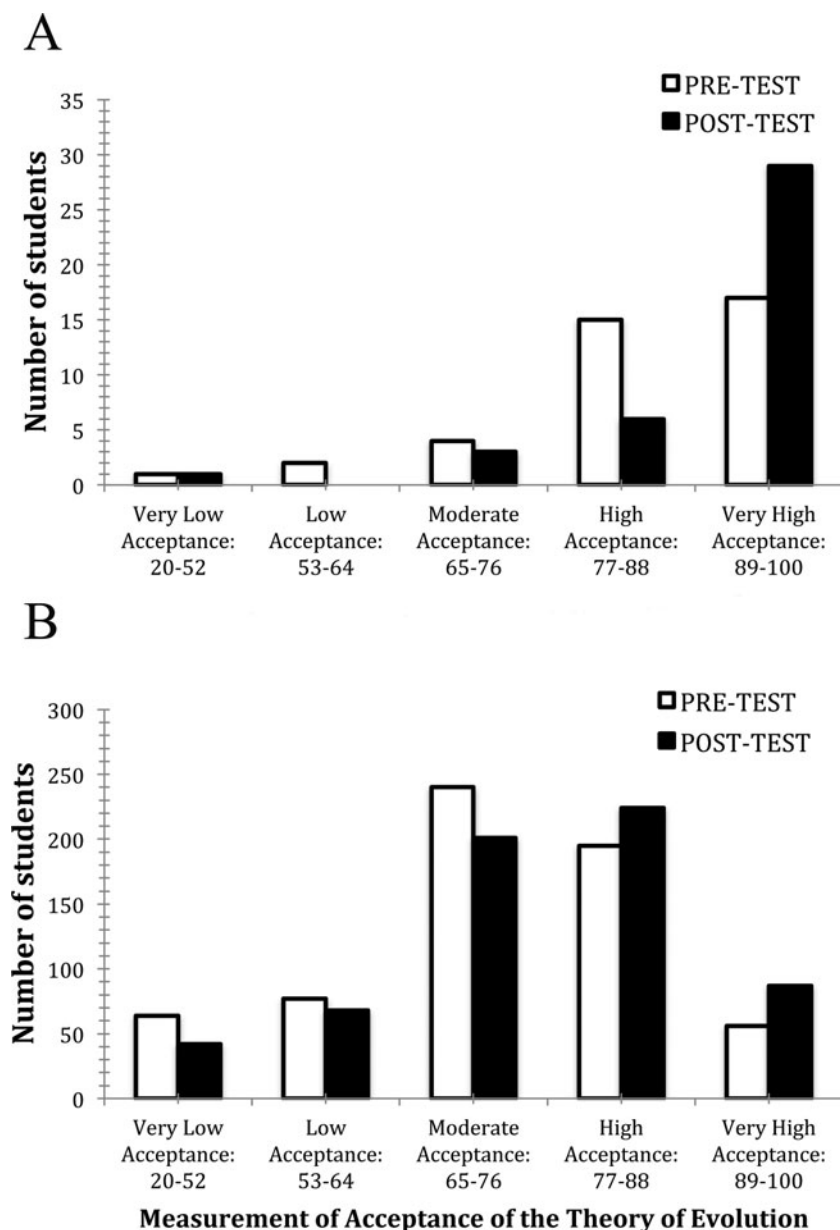 A
PRE-TEST
POST-TEST
35
30
25
20
15
10
5
0
Number of students
Very Low Acceptance: 20-52
Low Acceptance: 53-64
Moderate Acceptance: 65-76
High Acceptance: 77-88
Very High Acceptance: 89-100
B
PRE-TEST
POST-TEST
300
250
200
150
100
50
0
Number of students
Very Low Acceptance: 20-52
Low Acceptance: 53-64
Moderate Acceptance: 65-76
High Acceptance: 77-88
Very High Acceptance: 89-100
Measurement of Acceptance of the Theory of Evolution